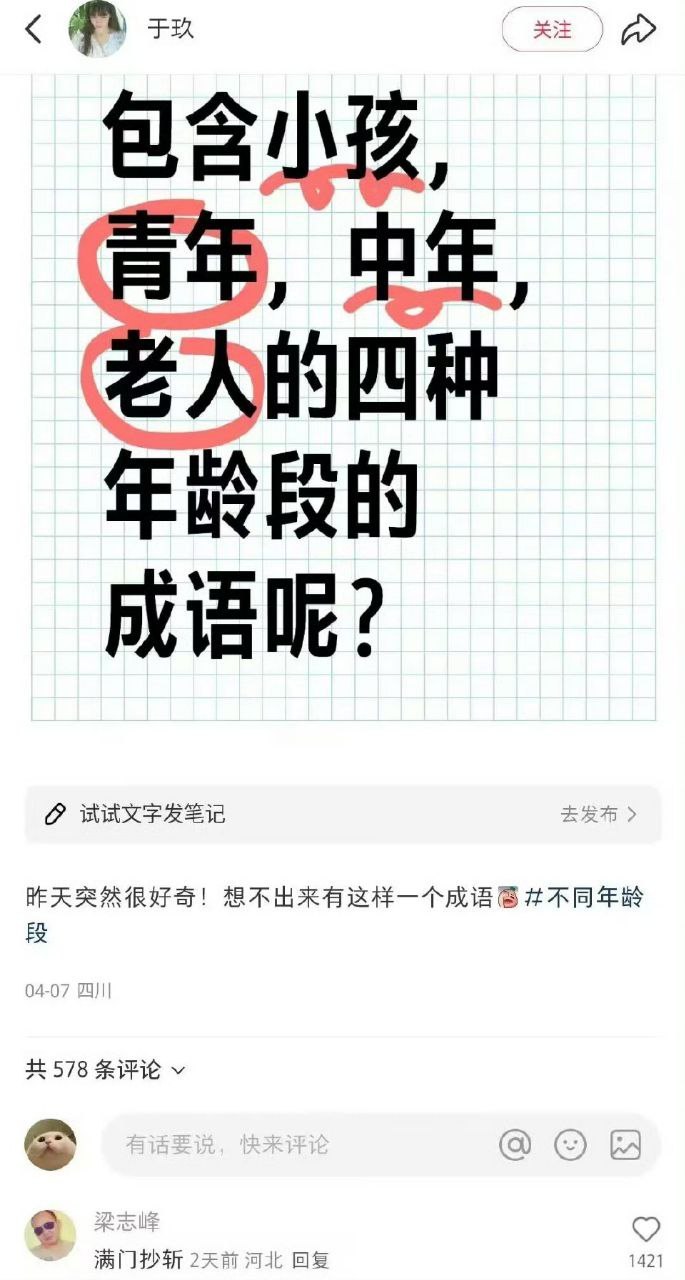 于玖
关注
包含小孩,
青年, 中年,
老人的四种
年龄段的
成语呢?
试试文字发笔记
去发布
昨天突然很好奇！想不出来有这样一个成语 #不同年龄
段
04-07 四川
共 578 条评论
有话要说，快来评论
梁志峰
满门抄斩 2天前 河北 回复
1421